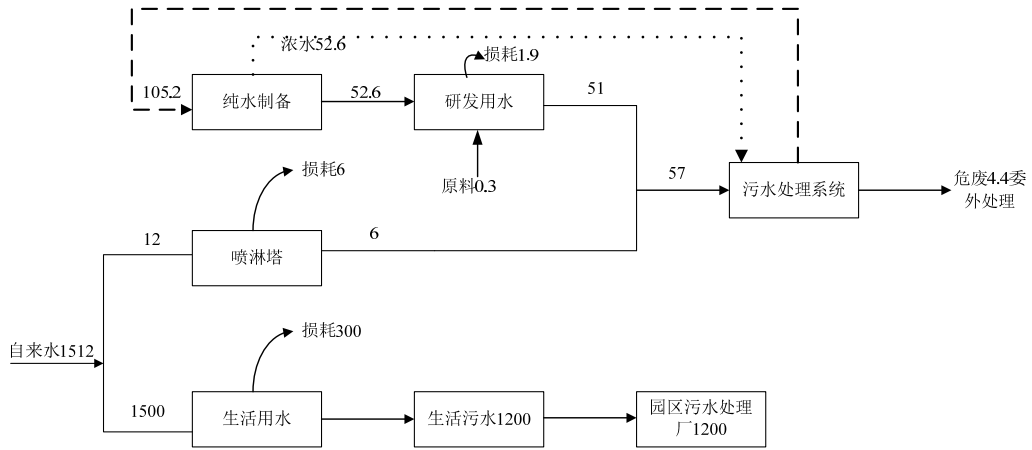 浓水52.6
损耗1.9
105.2
纯水制备
52.6
研发用水
51
原料0.3
损耗6
57
污水处理系统
危废4.4委
外处理
12
喷淋塔
6
损耗300
自来水1512
1500
生活用水
生活污水1200
园区污水处理
厂1200